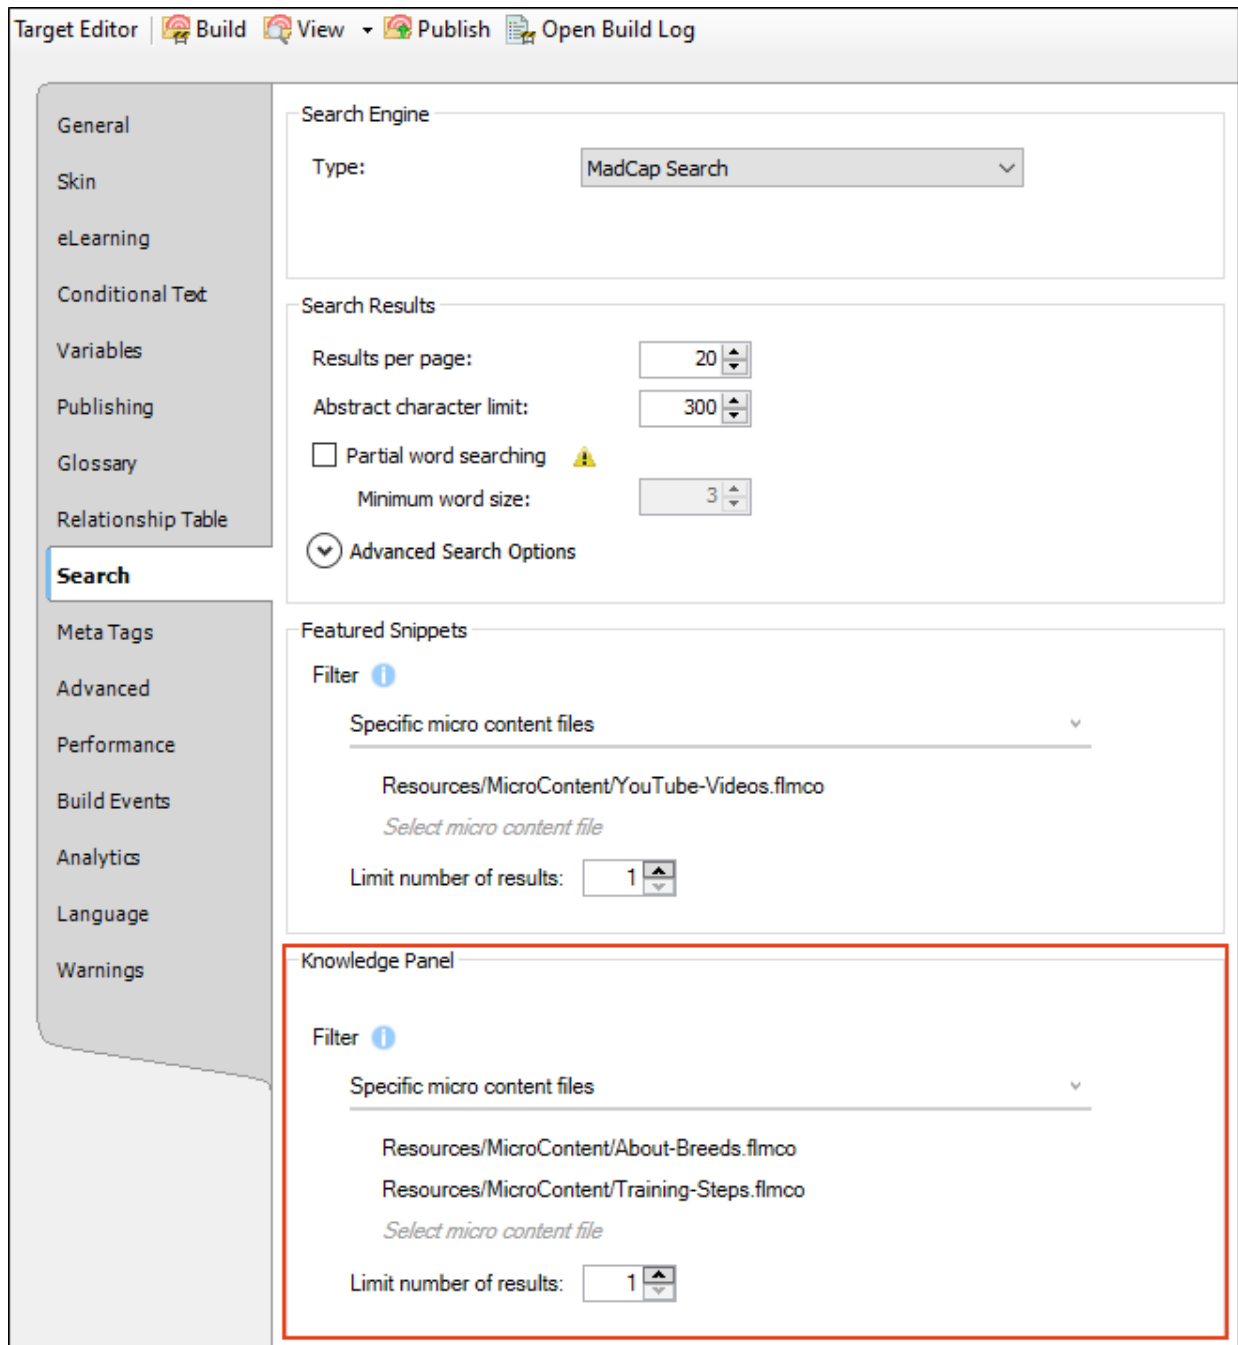 Target Editor Build View Publish Open Build Log
General
Skin
eLearning
Conditional Text
Variables
Publishing
Glossary
Relationship Table
Search
Meta Tags
Advanced
Performance
Build Events
Analytics
Language
Warnings
Search Engine
Type: MadCap Search
Search Results
Results per page: 20
Abstract character limit: 300
Partial word searching
Minimum word size: 3
Advanced Search Options
Featured Snippets
Filter
Specific micro content files
Resources/MicroContent/YouTube-Videos.flmco
Select micro content file
Limit number of results: 1
Knowledge Panel
Filter
Specific micro content files
Resources/MicroContent/About-Breeds.flmco
Resources/MicroContent/Training-Steps.flmco
Select micro content file
Limit number of results: 1